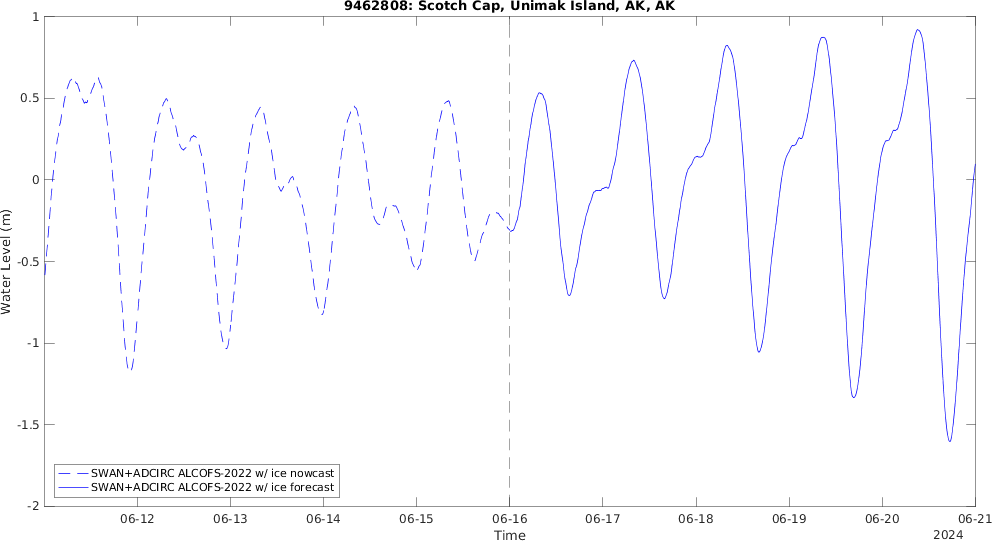 9462808: Scotch Cap, Unimak Island, AK, AK
1
0.5
0
-0.5
-1
-1.5
-2
Water Level (m)
SWAN+ADCIRC ALCOFS-2022 w/ ice nowcast
SWAN+ADCIRC ALCOFS-2022 w/ ice forecast
06-12 06-13 06-14 06-15 06-16 06-17 06-18 06-19 06-20 06-21
Time
2024